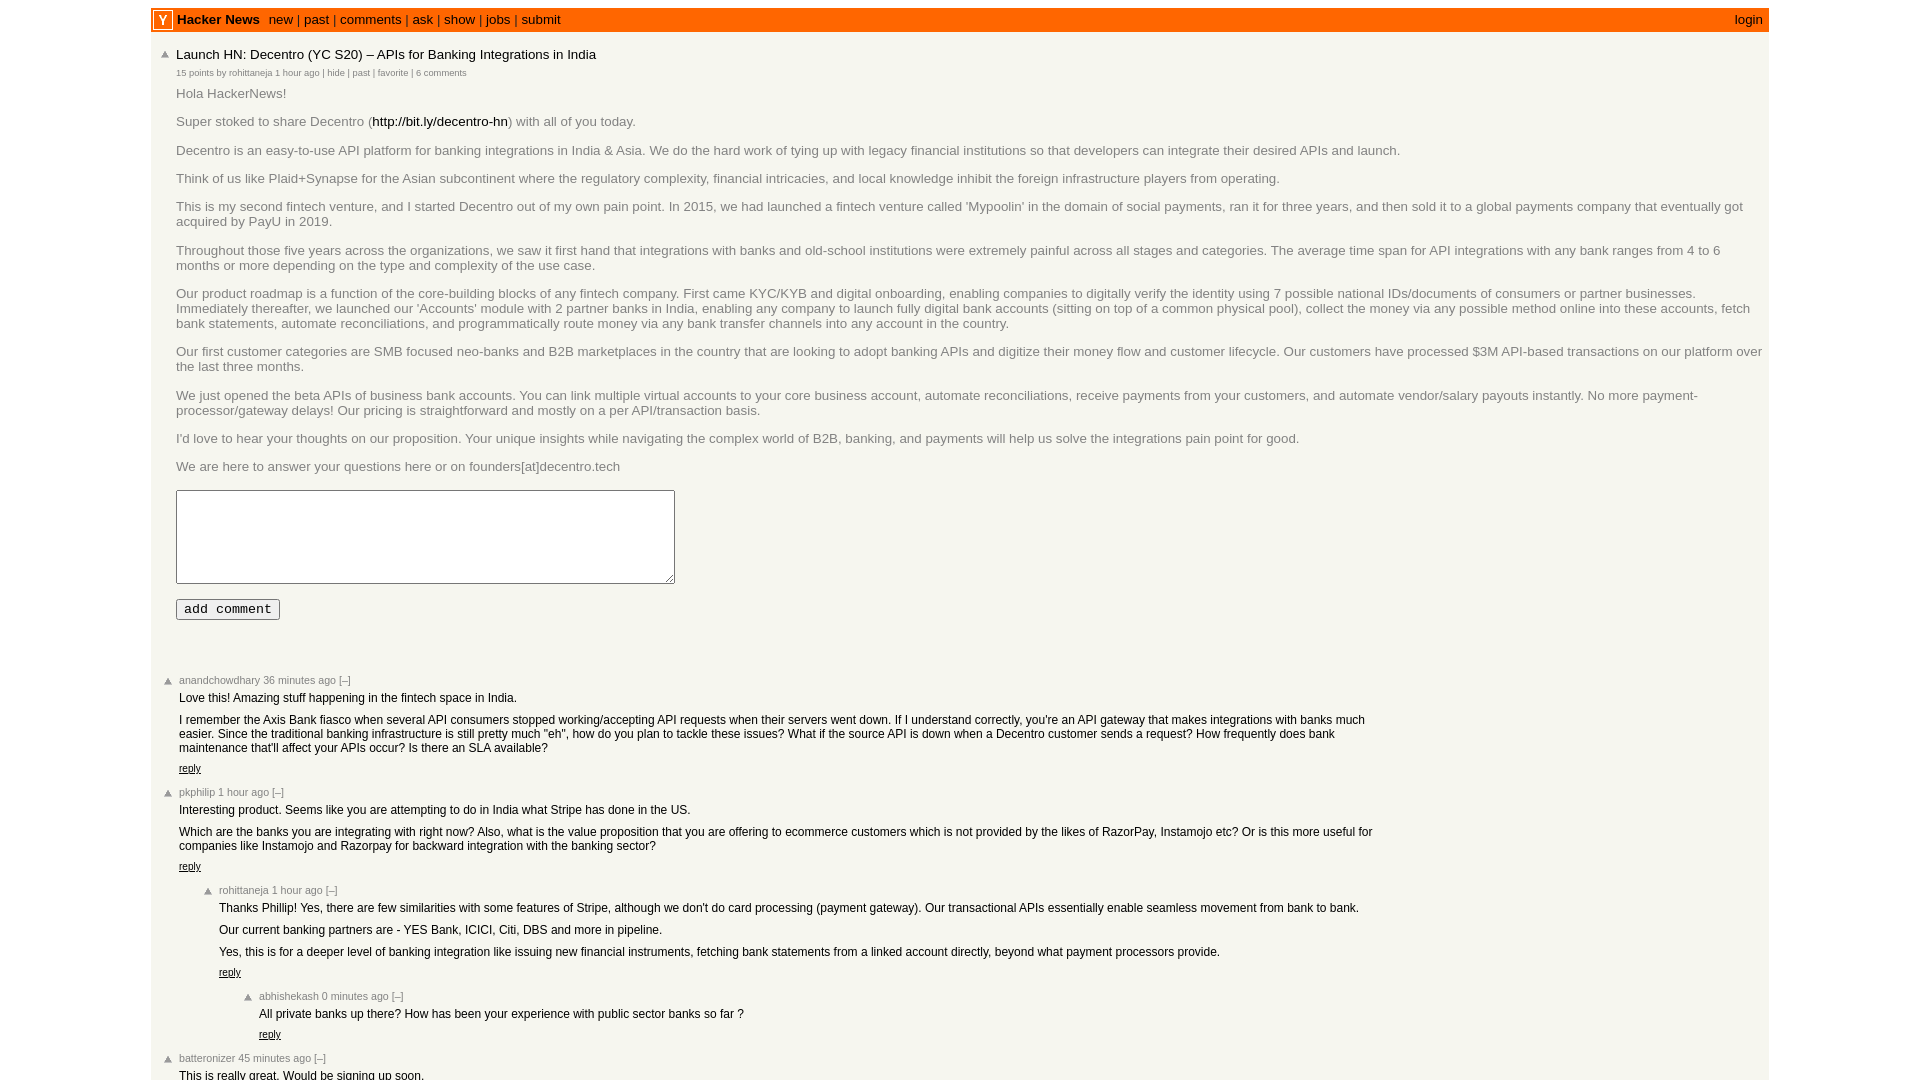 Y Hacker News new | past | comments | ask | show | jobs | submit login
Launch HN: Decentro (YC S20) – APIs for Banking Integrations in India
15 points by rohittaneja 1 hour ago | hide | past | favorite | 6 comments
Hola HackerNews!
Super stoked to share Decentro (http://bit.ly/decentro-hn) with all of you today.
Decentro is an easy-to-use API platform for banking integrations in India & Asia. We do the hard work of tying up with legacy financial institutions so that developers can integrate their desired APIs and launch.
Think of us like Plaid+Synapse for the Asian subcontinent where the regulatory complexity, financial intricacies, and local knowledge inhibit the foreign infrastructure players from operating.
This is my second fintech venture, and I started Decentro out of my own pain point. In 2015, we had launched a fintech venture called 'Mypoolin' in the domain of social payments, ran it for three years, and then sold it to a global payments company that eventually got
acquired by PayU in 2019.
Throughout those five years across the organizations, we saw it first hand that integrations with banks and old-school institutions were extremely painful across all stages and categories. The average time span for API integrations with any bank ranges from 4 to 6
months or more depending on the type and complexity of the use case.
Our product roadmap is a function of the core-building blocks of any fintech company. First came KYC/KYB and digital onboarding, enabling companies to digitally verify the identity using 7 possible national IDs/documents of consumers or partner businesses.
Immediately thereafter, we launched our 'Accounts' module with 2 partner banks in India, enabling any company to launch fully digital bank accounts (sitting on top of a common physical pool), collect the money via any possible method online into these accounts, fetch
bank statements, automate reconciliations, and programmatically route money via any bank transfer channels into any account in the country.
Our first customer categories are SMB focused neo-banks and B2B marketplaces in the country that are looking to adopt banking APIs and digitize their money flow and customer lifecycle. Our customers have processed $3M API-based transactions on our platform over
the last three months.
We just opened the beta APIs of business bank accounts. You can link multiple virtual accounts to your core business account, automate reconciliations, receive payments from your customers, and automate vendor/salary payouts instantly. No more payment-
processor/gateway delays! Our pricing is straightforward and mostly on a per API/transaction basis.
I'd love to hear your thoughts on our proposition. Your unique insights while navigating the complex world of B2B, banking, and payments will help us solve the integrations pain point for good.
We are here to answer your questions here or on founders[at]decentro.tech
add comment
anandchowdhary 36 minutes ago [–]
Love this! Amazing stuff happening in the fintech space in India.
I remember the Axis Bank fiasco when several API consumers stopped working/accepting API requests when their servers went down. If I understand correctly, you're an API gateway that makes integrations with banks much
easier. Since the traditional banking infrastructure is still pretty much "eh", how do you plan to tackle these issues? What if the source API is down when a Decentro customer sends a request? How frequently does bank
maintenance that'll affect your APIs occur? Is there an SLA available?
reply
pkphilip 1 hour ago [–]
Interesting product. Seems like you are attempting to do in India what Stripe has done in the US.
Which are the banks you are integrating with right now? Also, what is the value proposition that you are offering to ecommerce customers which is not provided by the likes of RazorPay, Instamojo etc? Or is this more useful for
companies like Instamojo and Razorpay for backward integration with the banking sector?
reply
rohittaneja 1 hour ago [–]
Thanks Phillip! Yes, there are few similarities with some features of Stripe, although we don't do card processing (payment gateway). Our transactional APIs essentially enable seamless movement from bank to bank.
Our current banking partners are - YES Bank, ICICI, Citi, DBS and more in pipeline.
Yes, this is for a deeper level of banking integration like issuing new financial instruments, fetching bank statements from a linked account directly, beyond what payment processors provide.
reply
abhishekash 0 minutes ago [–]
All private banks up there? How has been your experience with public sector banks so far ?
reply
batteronizer 45 minutes ago [–]
This is really great. Would be signing up soon.